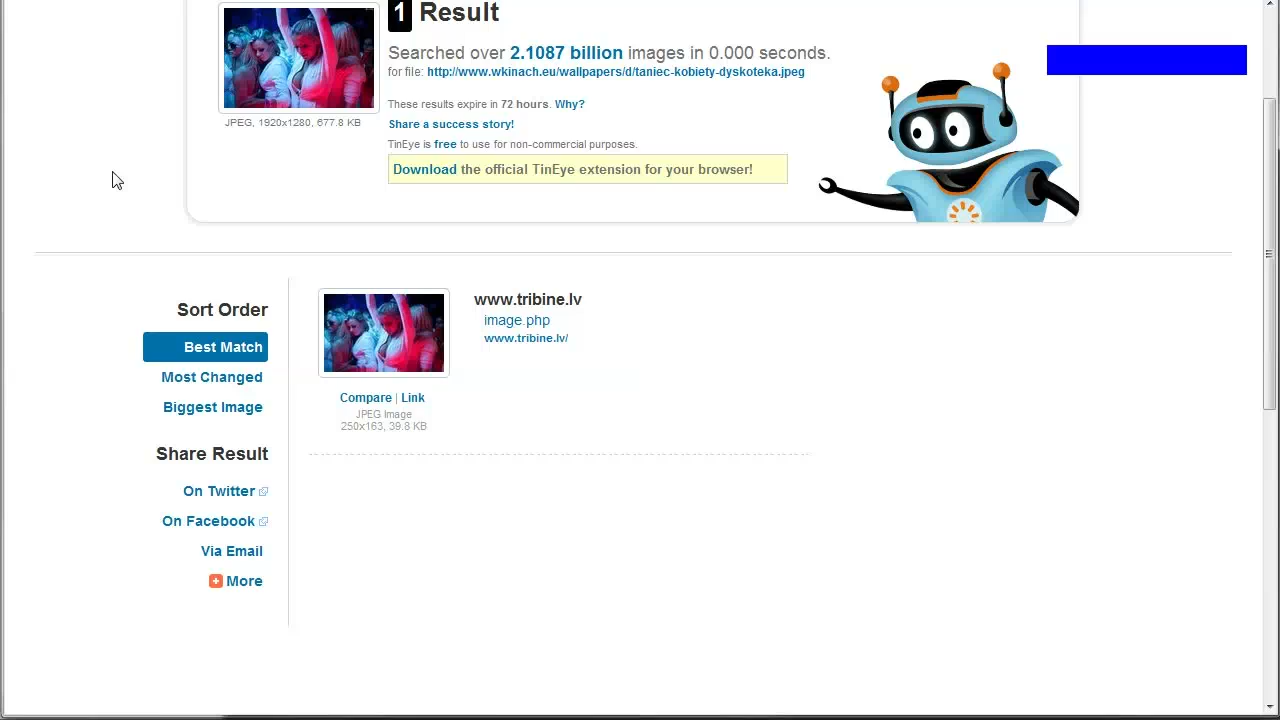 1 Result
Searched over 2.1087 billion images in 0.000 seconds.
for file: http://www.wkinach.eu/wallpapers/d/taniec-kobiety-dyskoteka.jpeg
JPEG, 1920x1280, 677.8 KB
These results expire in 72 hours. Why?
Share a success story!
TinEye is free to use for non-commercial purposes.
Download the official TinEye extension for your browser!
Sort Order
Best Match
Most Changed
Biggest Image
Share Result
On Twitter
On Facebook
Via Email
More
www.tribine.lv
image.php
www.tribine.lv/
Compare | Link
JPEG Image
250x163, 39.8 KB